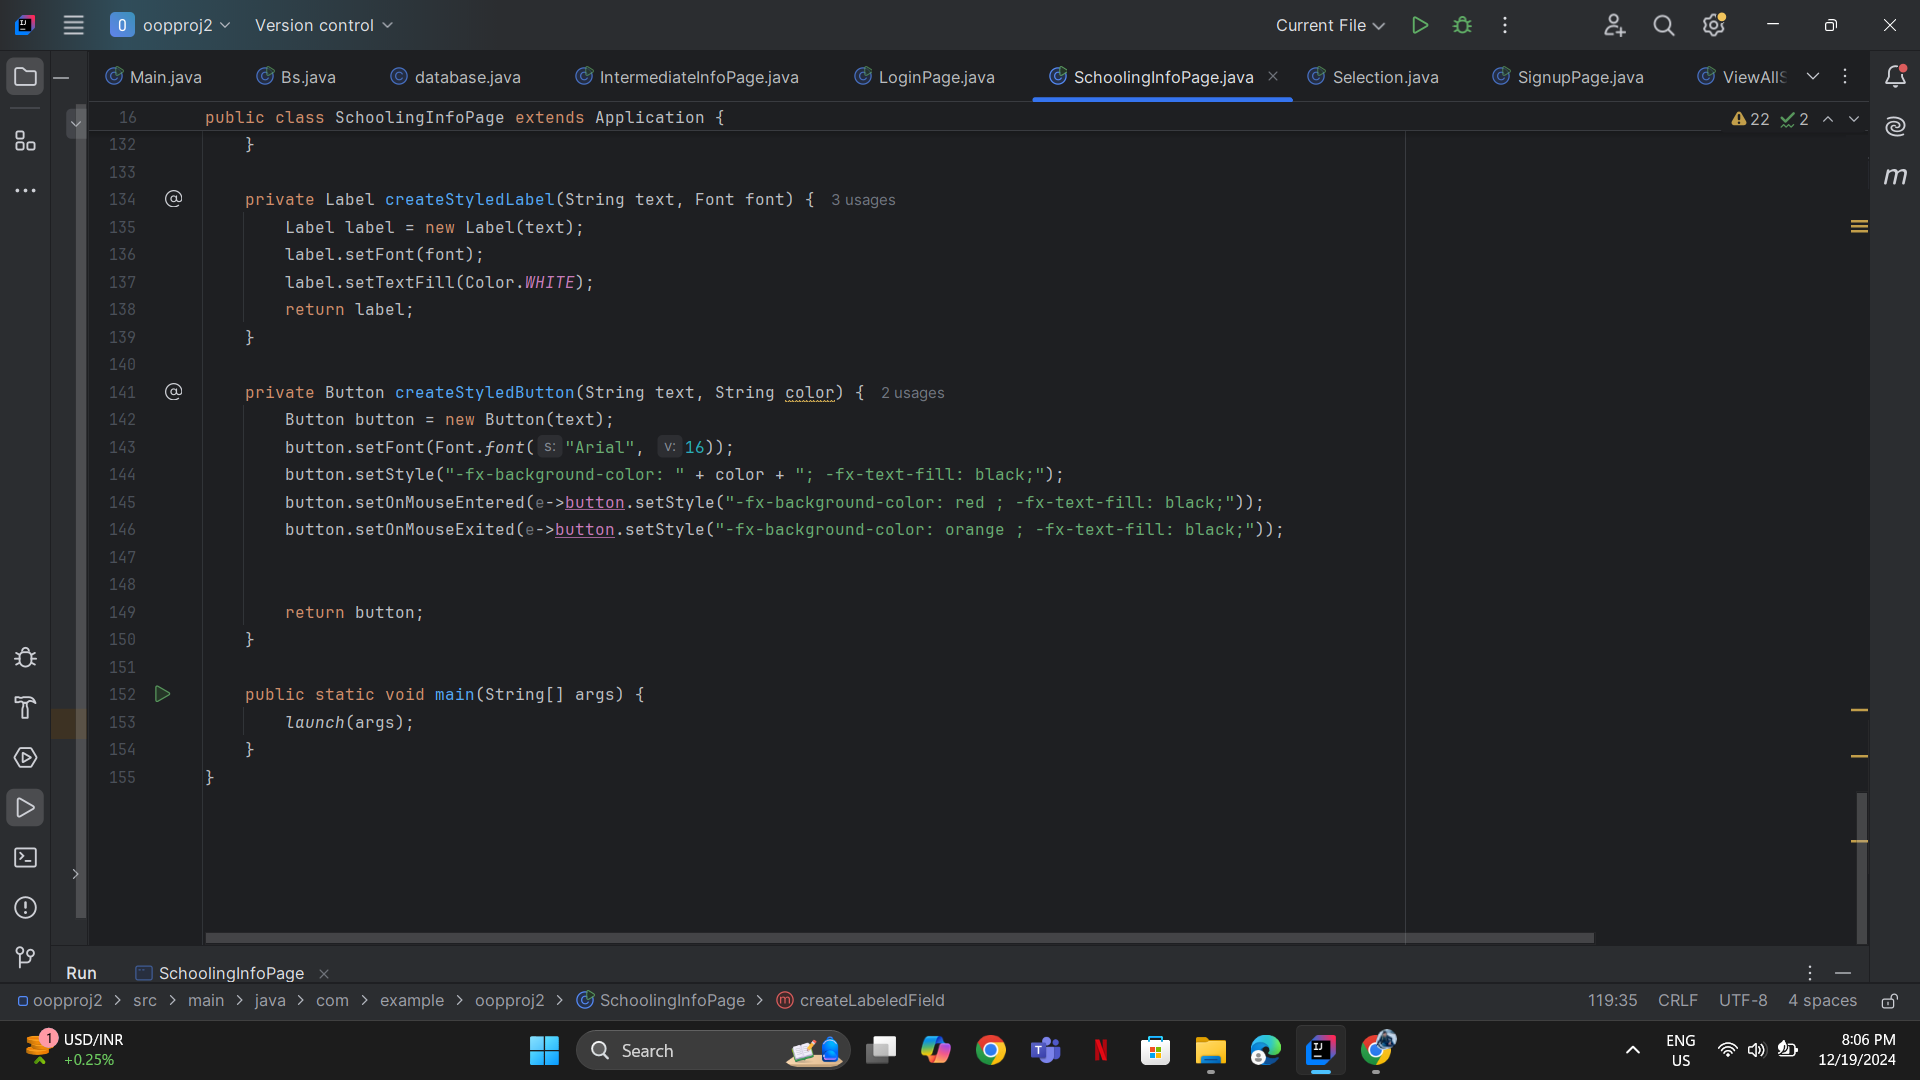 0 oopproj2 Version control Current File
Main.java Bs.java database.java IntermediateInfoPage.java LoginPage.java SchoolingInfoPage.java Selection.java SignupPage.java ViewAllS
16 public class SchoolingInfoPage extends Application { 22 2
132 }
133
134 @ private Label createStyledLabel(String text, Font font) { 3 usages
135 Label label = new Label(text);
136 label.setFont(font);
137 label.setTextFill(Color.WHITE);
138 return label;
139 }
140
141 @ private Button createStyledButton(String text, String color) { 2 usages
142 Button button = new Button(text);
143 button.setFont(Font.font( s: "Arial", v: 16));
144 button.setStyle("-fx-background-color: " + color + "; -fx-text-fill: black;");
145 button.setOnMouseEntered(e->button.setStyle("-fx-background-color: red ; -fx-text-fill: black;"));
146 button.setOnMouseExited(e->button.setStyle("-fx-background-color: orange ; -fx-text-fill: black;"));
147
148
149 return button;
150 }
151
152 public static void main(String[] args) {
153 launch(args);
154 }
155 }
Run SchoolingInfoPage
oopproj2 > src > main > java > com > example > oopproj2 > SchoolingInfoPage > m createLabeledField 119:35 CRLF UTF-8 4 spaces
1 USD/INR
+0.25%
Search
ENG
US
8:06 PM
12/19/2024